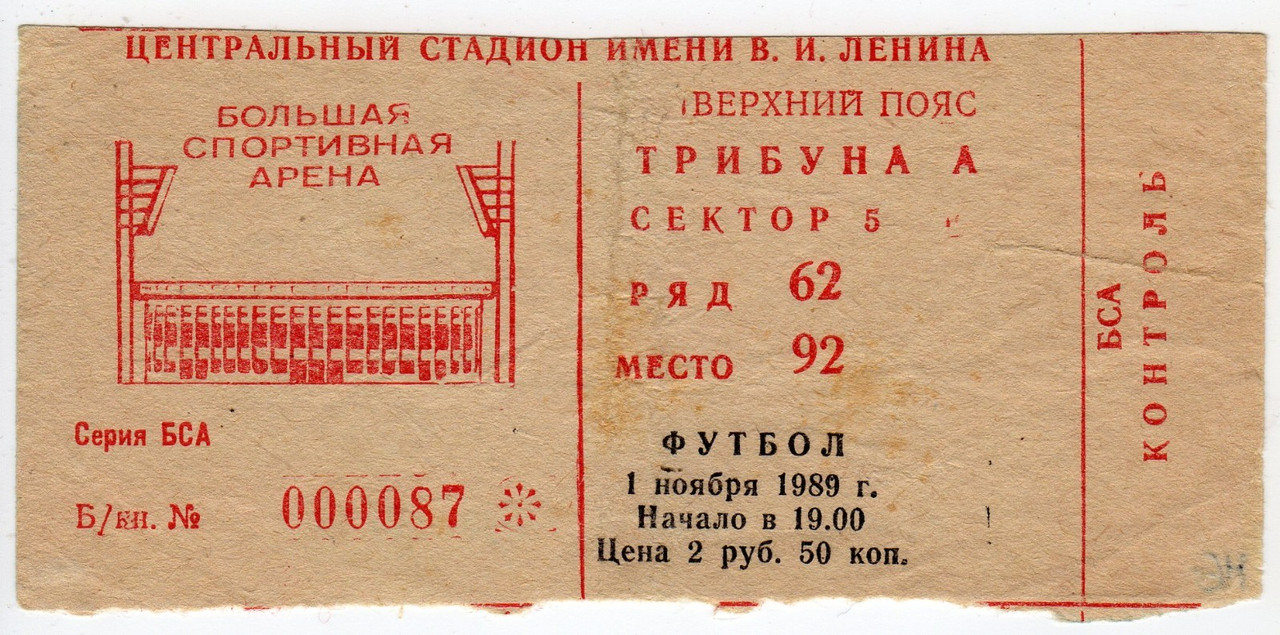 ЦЕНТРАЛЬНЫЙ СТАДИОН ИМЕНИ В. И. ЛЕНИНА
БОЛЬШАЯ
СПОРТИВНАЯ
АРЕНА
Серия БСА
Б/кн. № 000087
ВЕРХНИЙ ПОЯС
ТРИБУНА А
СЕКТОР 5
РЯД 62
МЕСТО 92
ФУТБОЛ
1 ноября 1989 г.
Начало в 19.00
Цена 2 руб. 50 коп.
БСА
КОНТРОЛЬ